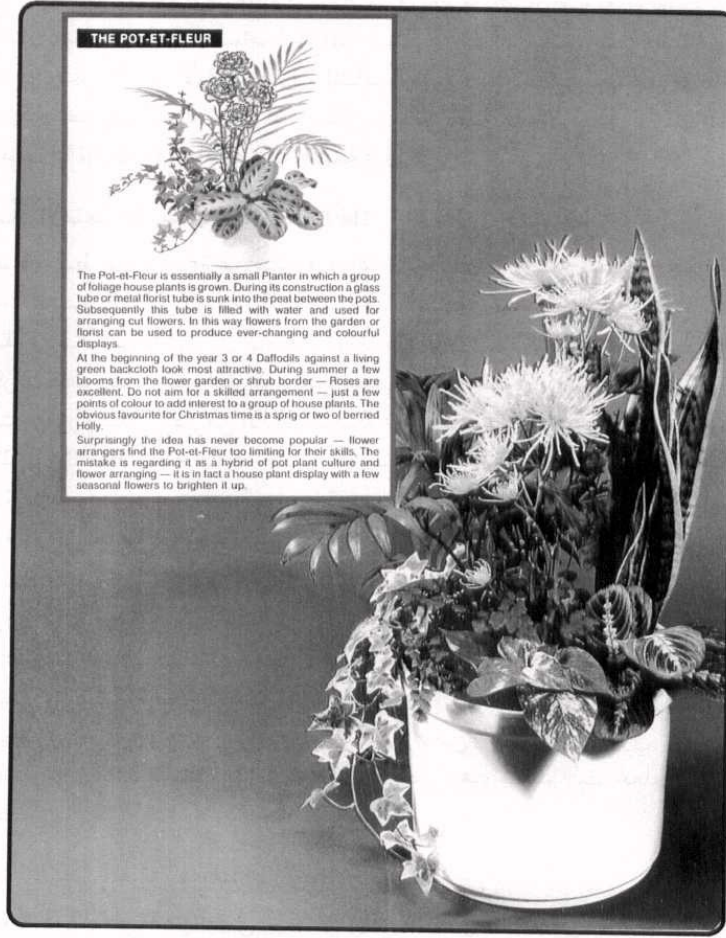 THE POT-ET-FLEUR
The Pot-et-Fleur is essentially a small Planter in which a group
of foliage house plants is grown. During its construction a glass
tube or metal florist tube is sunk into the peat between the pots.
Subsequently this tube is filled with water and used for
arranging cut flowers. In this way flowers from the garden or
florist can be used to produce ever-changing and colourful
displays.
At the beginning of the year 3 or 4 Daffodils against a living
green backcloth look most attractive. During summer a few
blooms from the flower garden or shrub border — Roses are
excellent. Do not aim for a skilled arrangement — just a few
points of colour to add interest to a group of house plants. The
obvious favourite for Christmas time is a sprig or two of berried
Holly.
Surprisingly the idea has never become popular — flower
arrangers find the Pot-et-Fleur too limiting for their skills. The
mistake is regarding it as a hybrid of pot plant culture and
flower arranging — it is in fact a house plant display with a few
seasonal flowers to brighten it up.